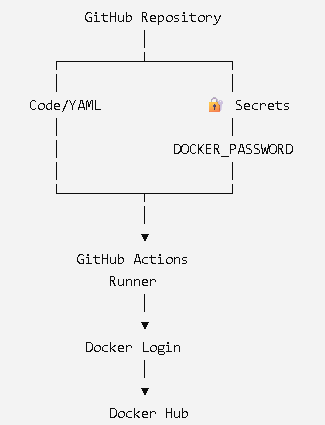 GitHub Repository
Code/YAML 🔐 Secrets
DOCKER_PASSWORD
GitHub Actions
Runner
Docker Login
Docker Hub